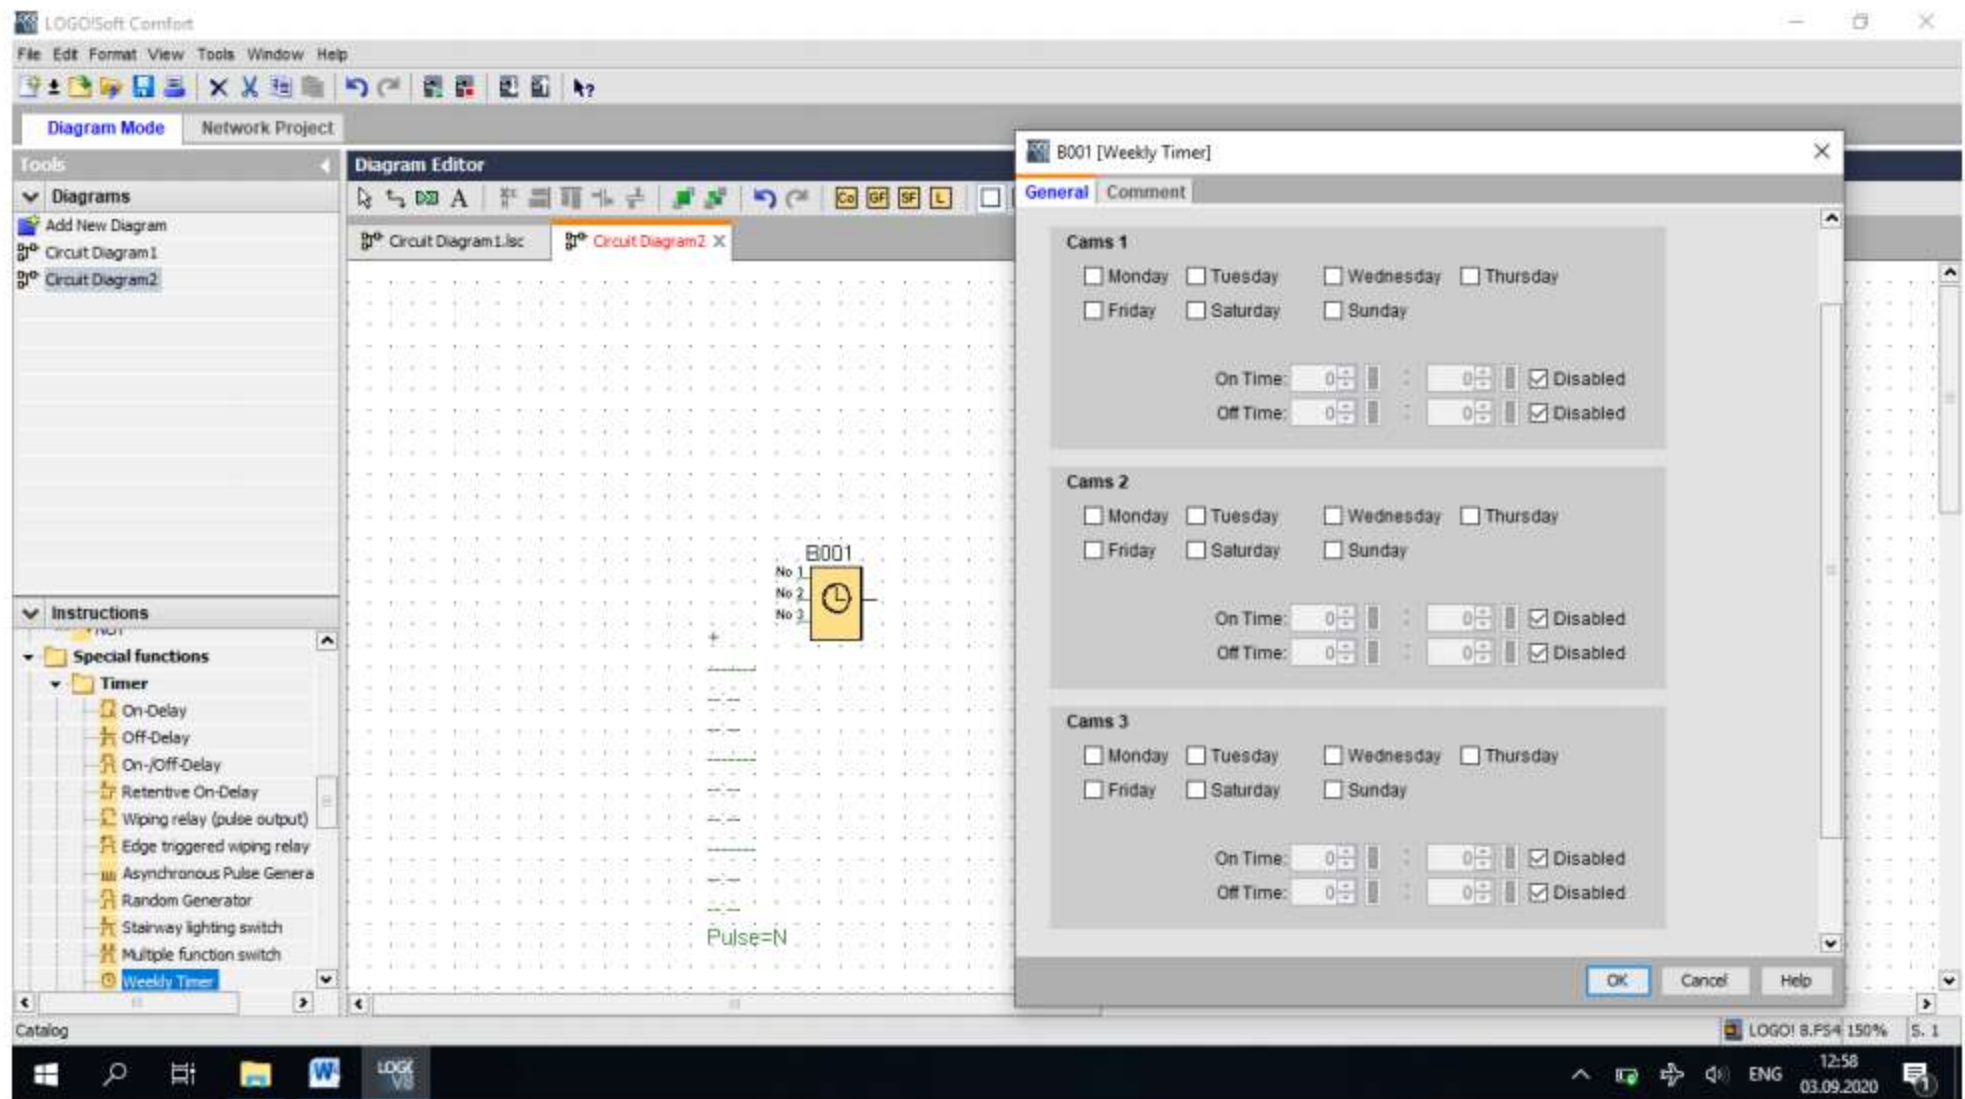 LOGO!Soft Comfort
File Edit Format View Tools Window Help
Diagram Mode Network Project
Tools
Diagrams
Add New Diagram
Circuit Diagram1
Circuit Diagram2
Instructions
Special functions
Timer
On-Delay
Off-Delay
On-/Off-Delay
Retentive On-Delay
Wiping relay (pulse output)
Edge triggered wiping relay
Asynchronous Pulse Genera
Random Generator
Stairway lighting switch
Multiple function switch
Weekly Timer
Catalog
Diagram Editor
A Co GF SF L
Circuit Diagram1.lsc Circuit Diagram2
B001
No 1
No 2
No 3
Pulse=N
B001 [Weekly Timer]
General Comment
Cams 1
Monday Tuesday Wednesday Thursday
Friday Saturday Sunday
On Time: 0 : 0 Disabled
Off Time: 0 : 0 Disabled
Cams 2
Monday Tuesday Wednesday Thursday
Friday Saturday Sunday
On Time: 0 : 0 Disabled
Off Time: 0 : 0 Disabled
Cams 3
Monday Tuesday Wednesday Thursday
Friday Saturday Sunday
On Time: 0 : 0 Disabled
Off Time: 0 : 0 Disabled
OK Cancel Help
LOGO! 8.FS4 150% S. 1
ENG
12:58
03.09.2020